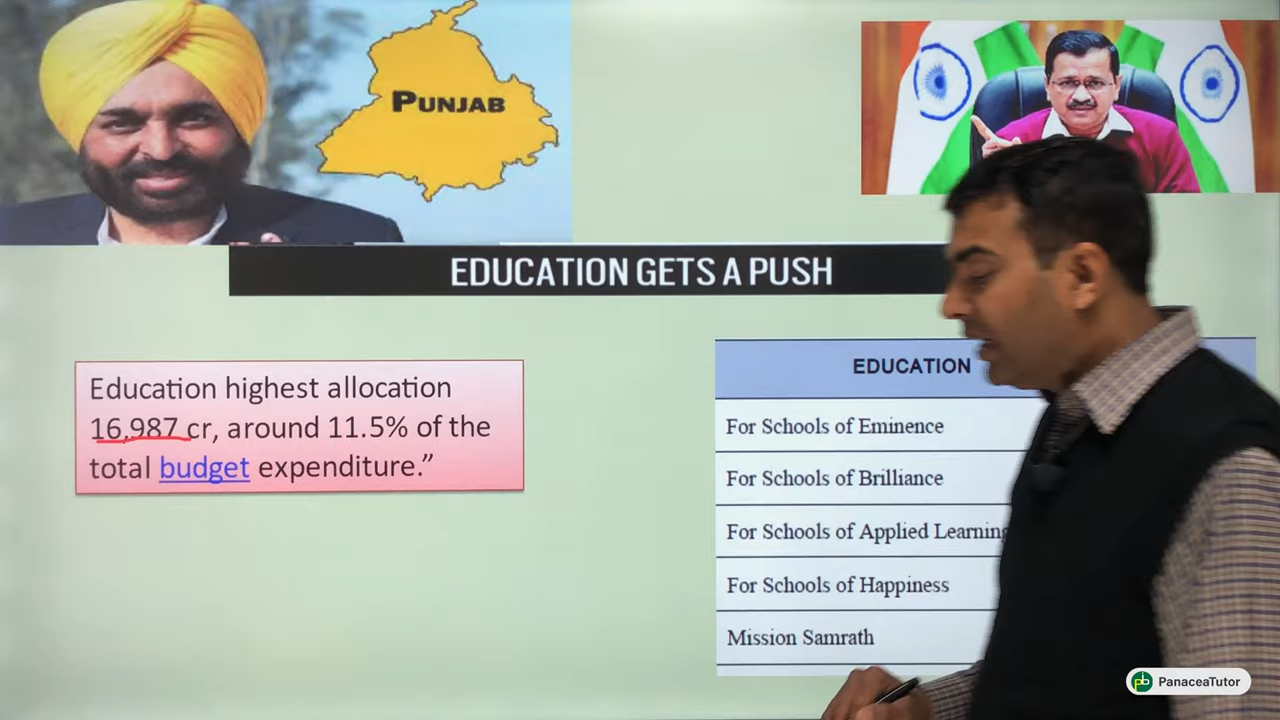 PUNJAB
EDUCATION GETS A PUSH
Education highest allocation
16,987 cr, around 11.5% of the
total budget expenditure.”
EDUCATION
For Schools of Eminence
For Schools of Brilliance
For Schools of Applied Learning
For Schools of Happiness
Mission Samrath
pb PanaceaTutor